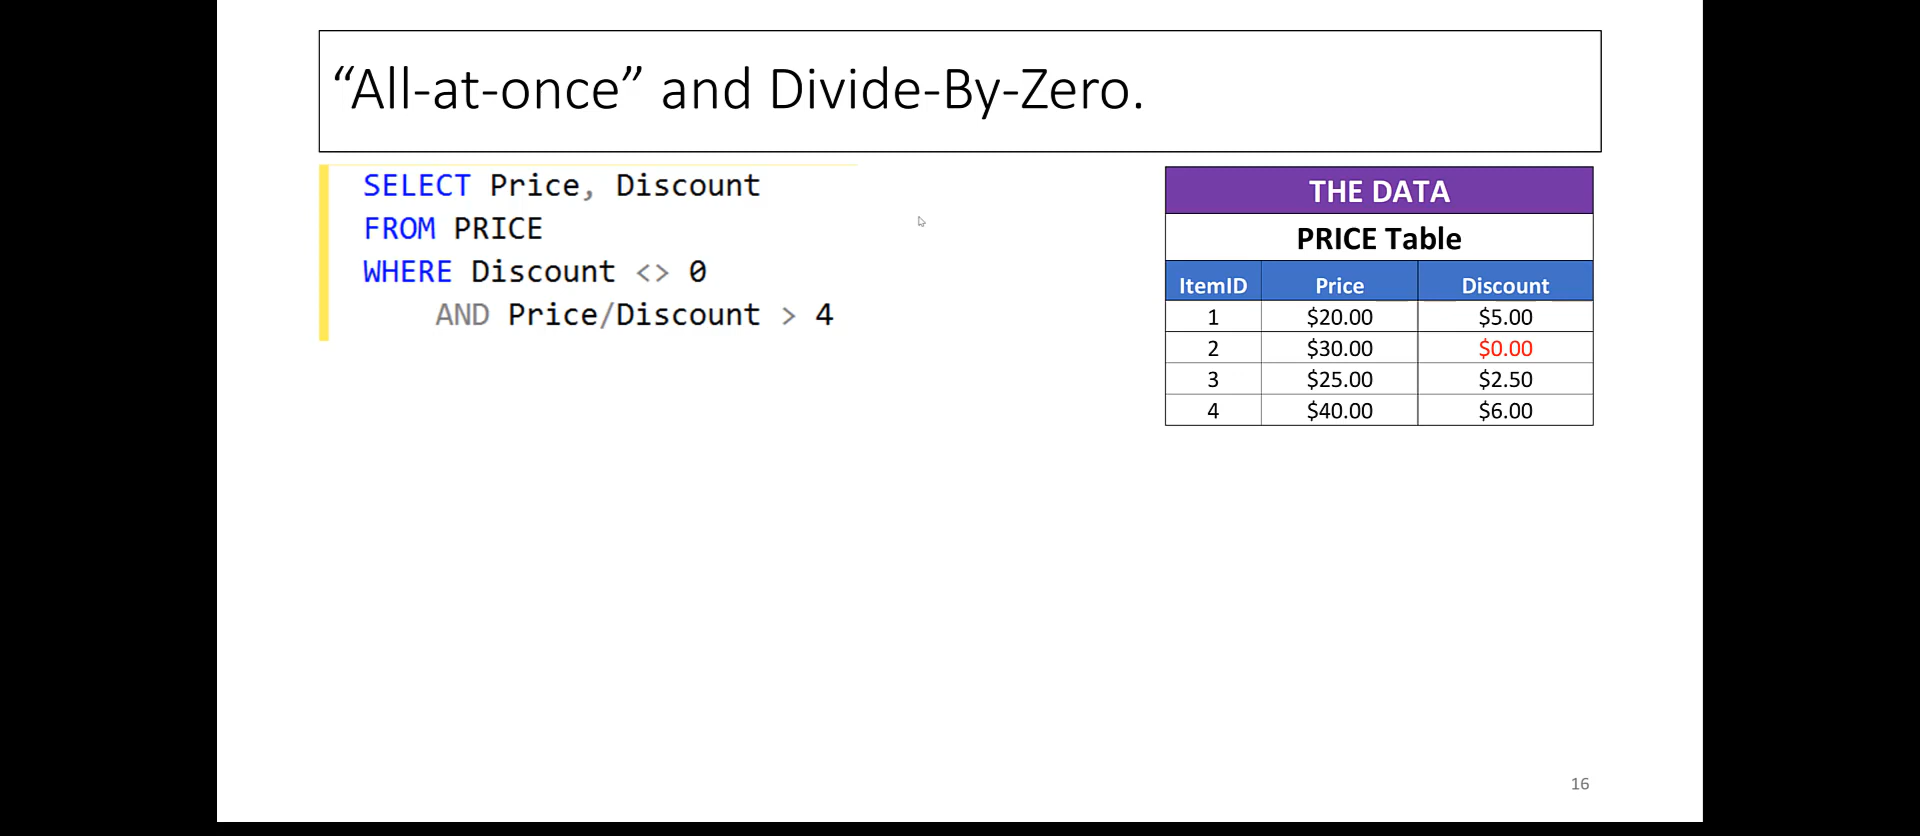 “All-at-once” and Divide-By-Zero.
SELECT Price, Discount
FROM PRICE
WHERE Discount <> 0
AND Price/Discount > 4
THE DATA
PRICE Table
ItemID Price Discount
1 $20.00 $5.00
2 $30.00 $0.00
3 $25.00 $2.50
4 $40.00 $6.00
16